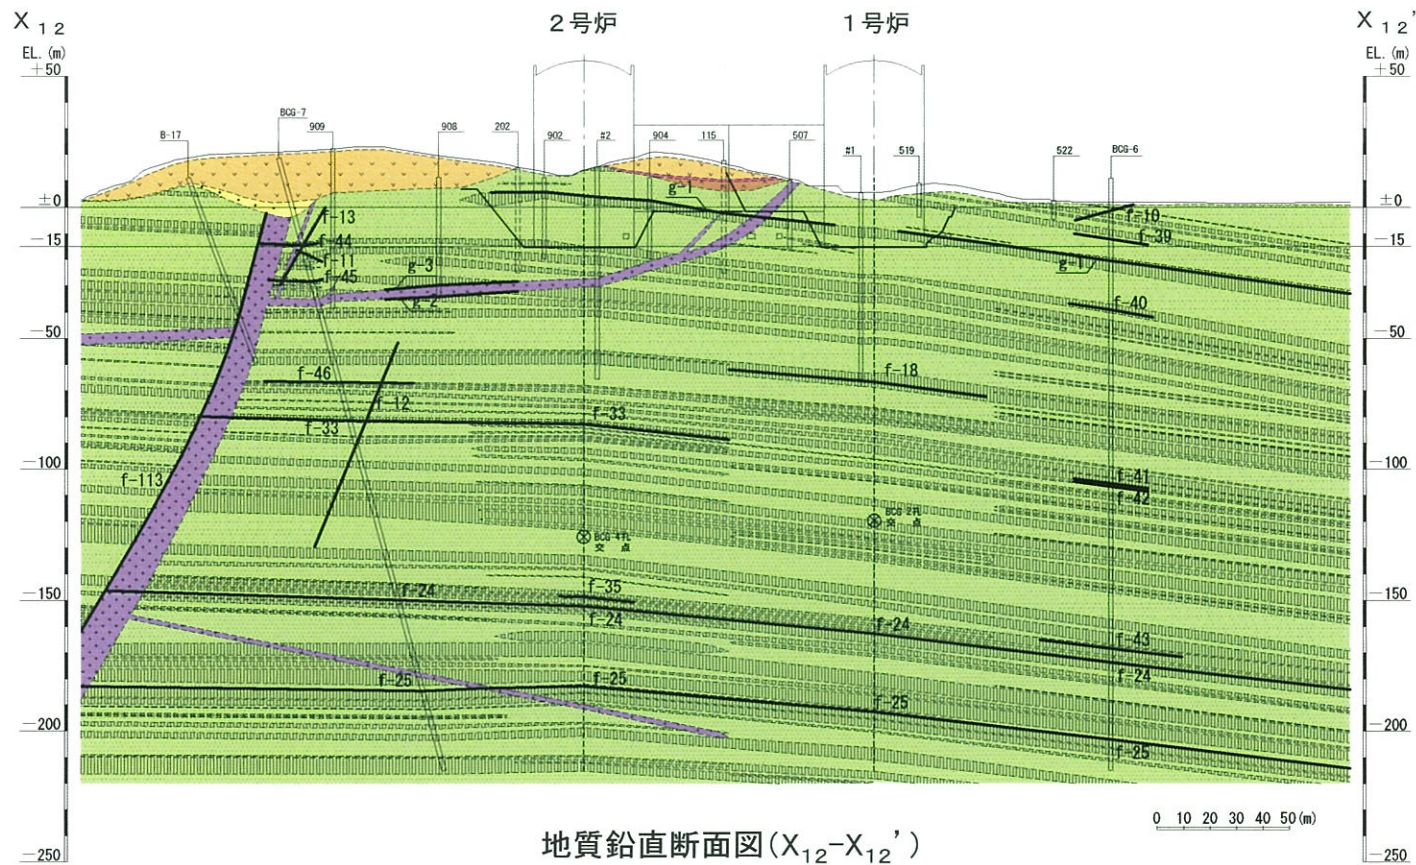 X₁₂ 2号炉 1号炉 X₁₂'
EL.(m) EL.(m)
+50 +50
BCG-7
B-17 909 908 202 902 #2 904 115 507 #1 519 522 BCG-6
±0 ±0
g-1
f-13 f-10
f-44 f-39
-15 -15
f-11
g-3 g-1
f-45
g-2 f-40
-50 -50
f-46 f-18
f-12
f-33 f-33
-100 -100
f-113 f-41
f-42
BCG-2孔
交 点
BCG-4孔
交 点
f-24 f-35
-150 -150
f-24 f-24 f-43
f-24
f-25 f-25
f-25
-200 -200
f-25
0 10 20 30 40 50(m)
地質鉛直断面図(X₁₂-X₁₂')
-250 -250